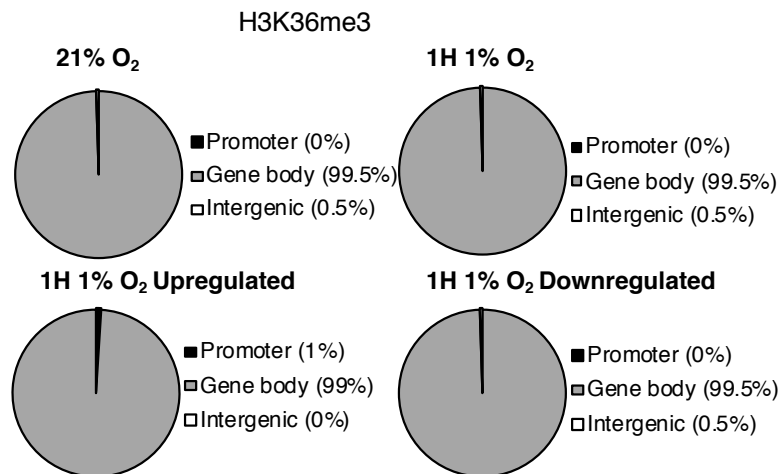 H3K36me3
21% O₂
Promoter (0%)
Gene body (99.5%)
Intergenic (0.5%)
1H 1% O₂
Promoter (0%)
Gene body (99.5%)
Intergenic (0.5%)
1H 1% O₂ Upregulated
Promoter (1%)
Gene body (99%)
Intergenic (0%)
1H 1% O₂ Downregulated
Promoter (0%)
Gene body (99.5%)
Intergenic (0.5%)